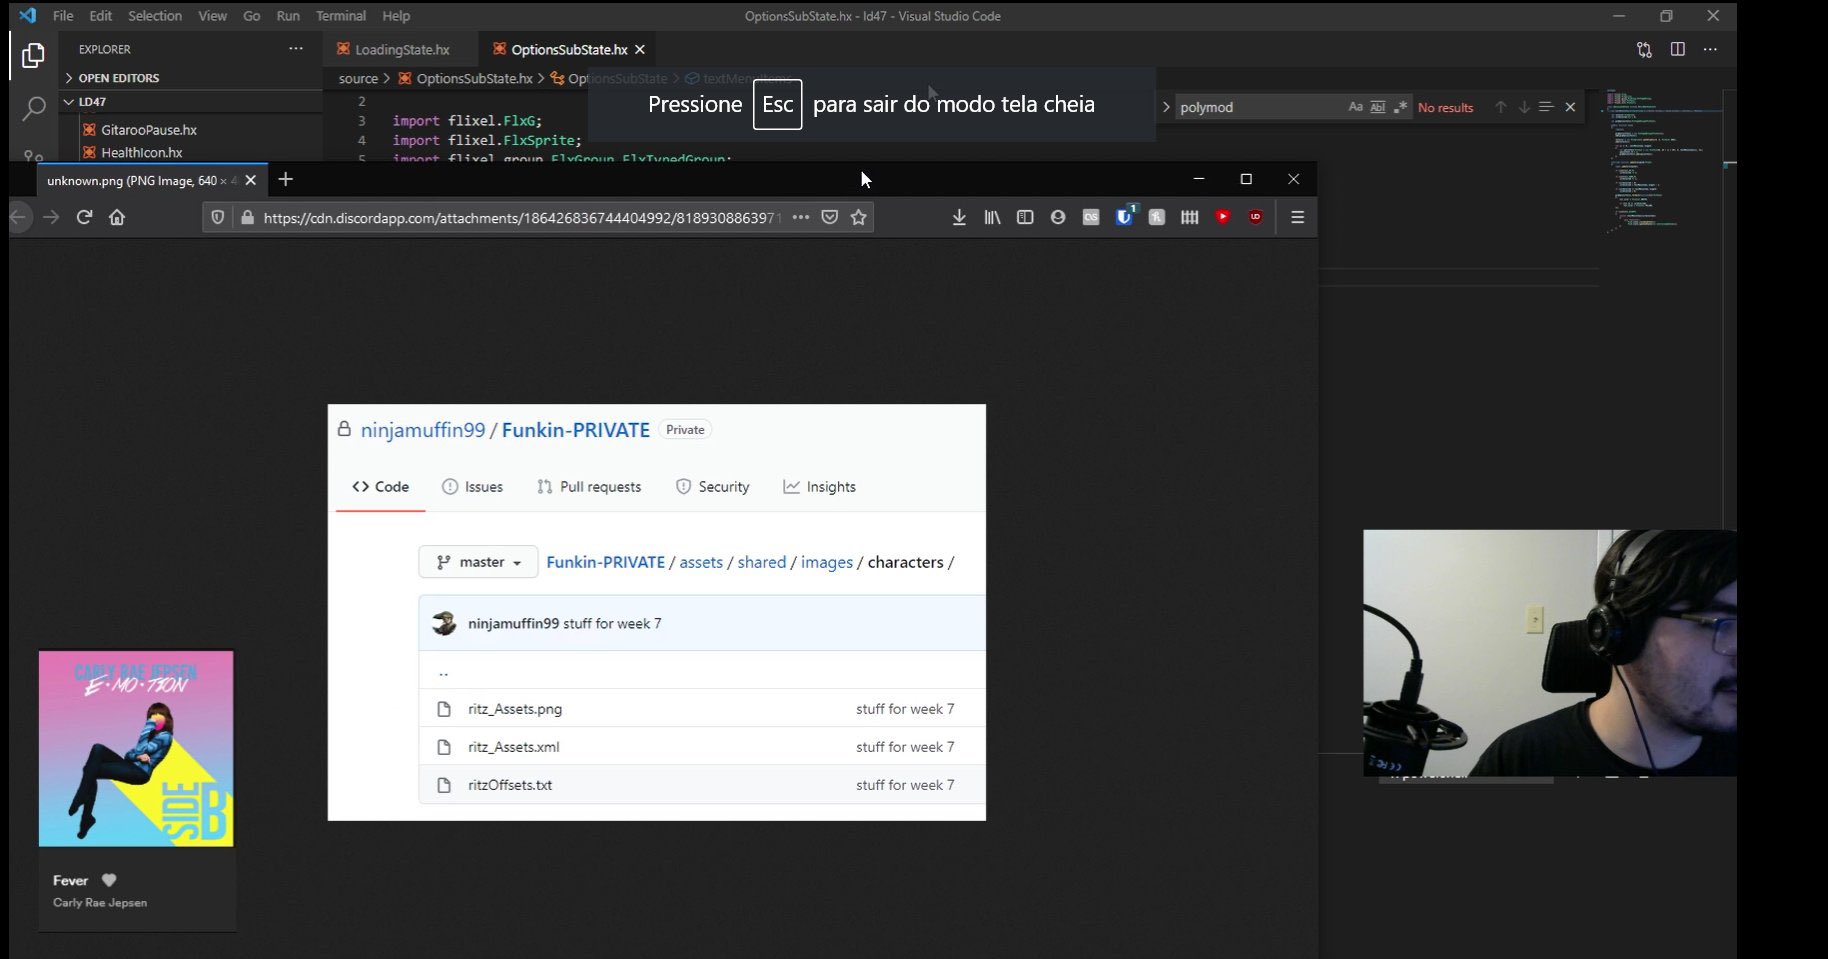 File Edit Selection View Go Run Terminal Help
OptionsSubState.hx - ld47 - Visual Studio Code
EXPLORER
LoadingState.hx
OptionsSubState.hx
OPEN EDITORS
source > OptionsSubState.hx > OptionsSubState > textMenuItems
LD47
Pressione Esc para sair do modo tela cheia
polymod
No results
GitarooPause.hx
HealthIcon.hx
2
3 import flixel.FlxG;
4 import flixel.FlxSprite;
5 import flixel.group.FlxGroup.FlxTypedGroup;
unknown.png (PNG Image, 640 × 4
https://cdn.discordapp.com/attachments/186426836744404992/818930886397
ninjamuffin99 / Funkin-PRIVATE Private
Code Issues Pull requests Security Insights
master Funkin-PRIVATE / assets / shared / images / characters /
ninjamuffin99 stuff for week 7
..
ritz_Assets.png stuff for week 7
ritz_Assets.xml stuff for week 7
ritzOffsets.txt stuff for week 7
CARLY RAE JEPSEN
E•MO•TION
SIDE B
Fever
Carly Rae Jepsen